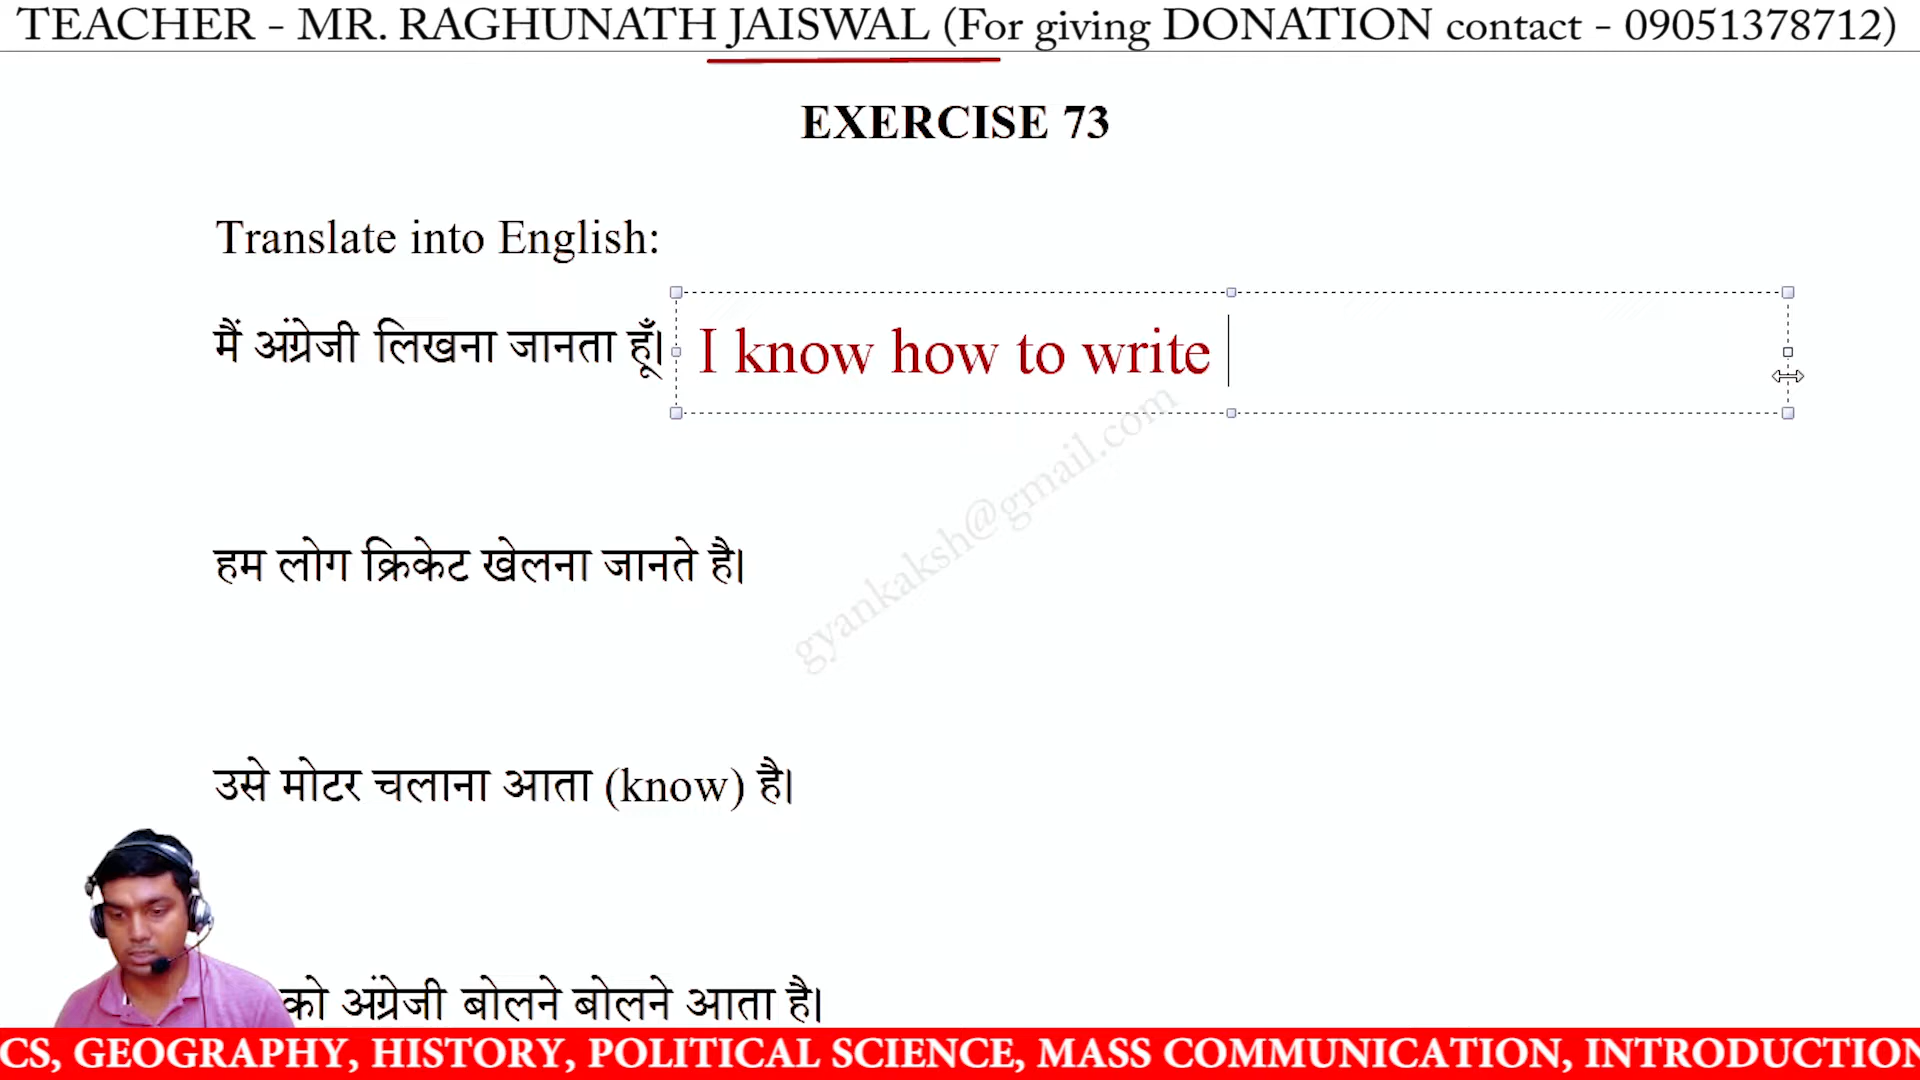 TEACHER - MR. RAGHUNATH JAISWAL (For giving DONATION contact - 09051378712)
EXERCISE 73
Translate into English:
मैं अंग्रेजी लिखना जानता हूँ। I know how to write
gyankaksh@gmail.com
हम लोग क्रिकेट खेलना जानते है।
उसे मोटर चलाना आता (know) है।
को अंग्रेजी बोलने बोलने आता है।
CS, GEOGRAPHY, HISTORY, POLITICAL SCIENCE, MASS COMMUNICATION, INTRODUCTION